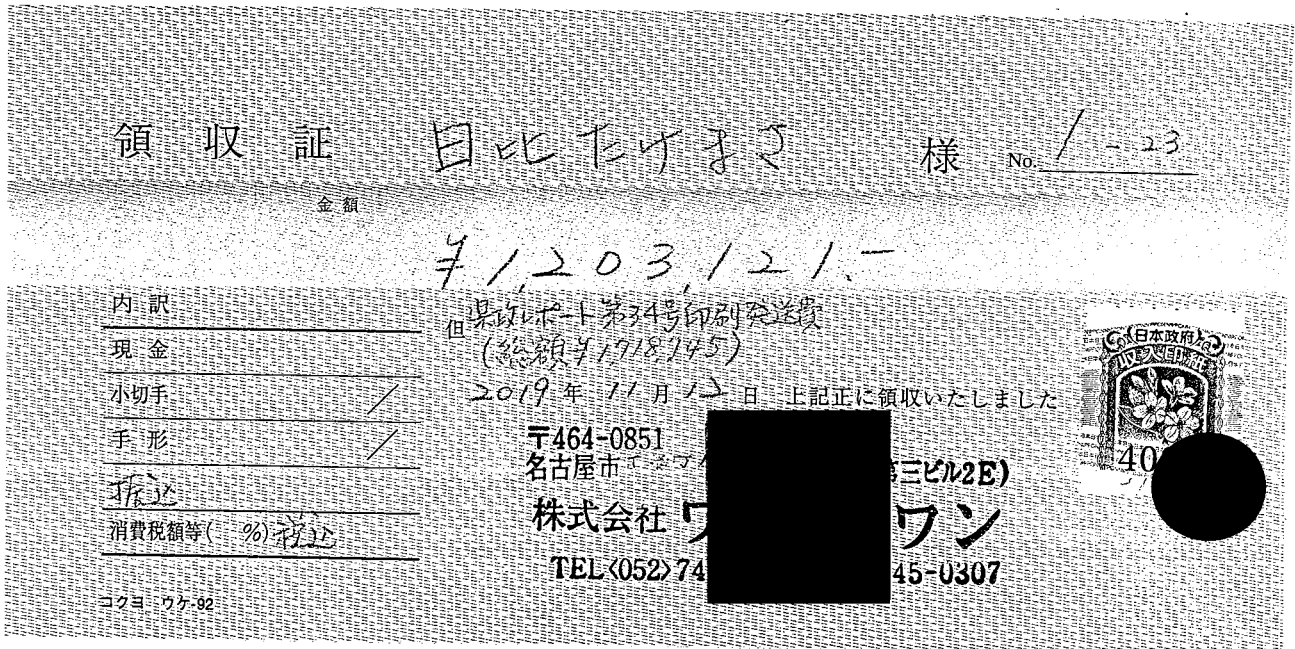 領収証 日比たけまさ 様 No. 1-23
金額
¥1,203,121.-
内訳
但 県政レポート第34号印刷発送費
現金
(総額¥1718745)
小切手 /
2019年11月12日 上記正に領収いたしました
手形 /
〒464-0851
名古屋市 第三ビル2E)
振込
株式会社ワ ワン
消費税額等( %)税込
TEL〈052〉74 45-0307
コクヨ ウケ-92
日本政府
収入印紙
40